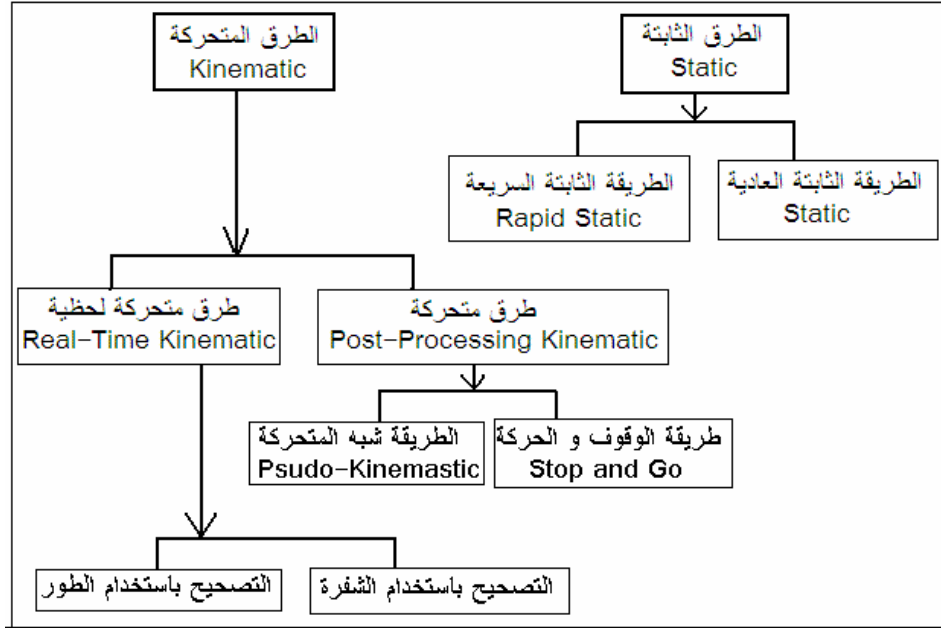 الطرق الثابتة
Static
الطرق المتحركة
Kinematic
الطريقة الثابتة العادية
Static
الطريقة الثابتة السريعة
Rapid Static
طرق متحركة
Post-Processing Kinematic
طرق متحركة لحظية
Real-Time Kinematic
طريقة الوقوف و الحركة
Stop and Go
الطريقة شبه المتحركة
Psudo-Kinemastic
التصحيح باستخدام الشفرة
التصحيح باستخدام الطور